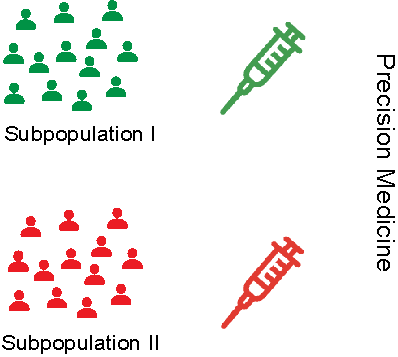 Subpopulation I
Precision Medicine
Subpopulation II